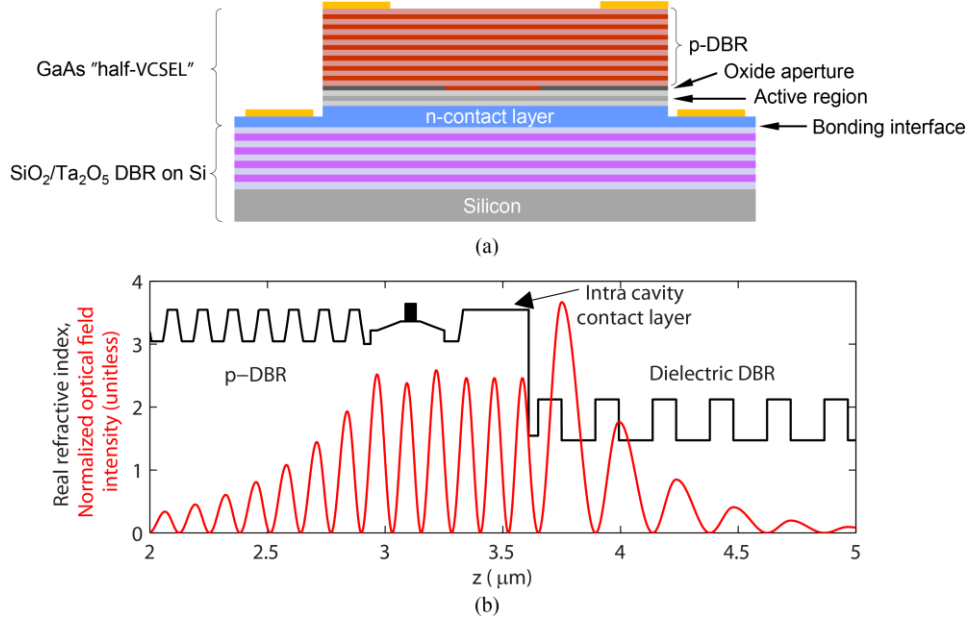 GaAs "half-VCSEL"
p-DBR
Oxide aperture
Active region
n-contact layer
Bonding interface
SiO₂/Ta₂O₅ DBR on Si
Silicon
(a)
Real refractive index,
Normalized optical field
intensity (unitless)
4
3
2
1
0
Intra cavity
contact layer
p−DBR
Dielectric DBR
2
2.5
3
3.5
4
4.5
5
z ( μm)
(b)